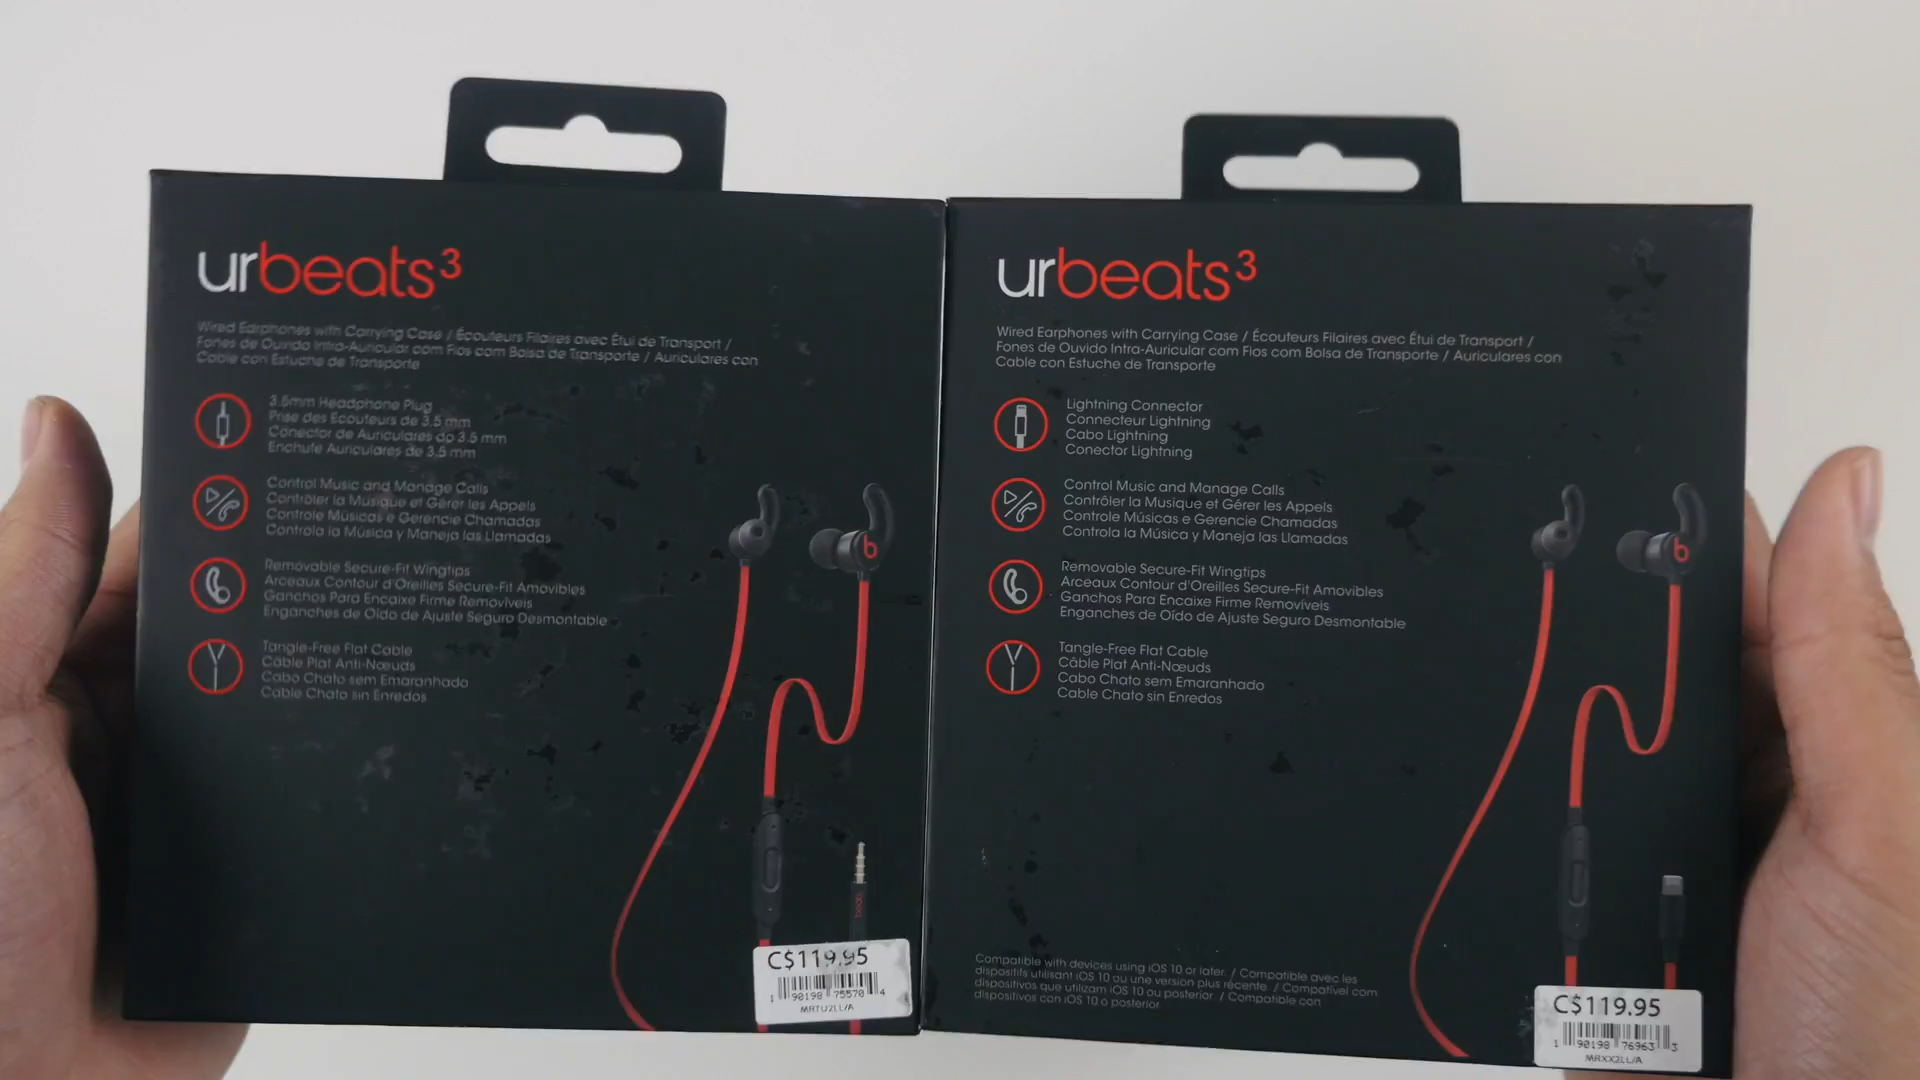 urbeats³
Wired Earphones with Carrying Case / Écouteurs Filaires avec Étui de Transport /
Fones de Ouvido Intra-Auricular com Fios com Bolsa de Transporte / Auriculares con
Cable con Estuche de Transporte
3.5mm Headphone Plug
Prise des Écouteurs de 3,5 mm
Conector de Auriculares do 3.5 mm
Enchufe Auriculares de 3.5 mm
Control Music and Manage Calls
Contrôler la Musique et Gérer les Appels
Controle Músicas e Gerencie Chamadas
Controla la Música y Maneja las Llamadas
Removable Secure-Fit Wingtips
Arceaux Contour d'Oreilles Secure-Fit Amovibles
Ganchos Para Encaixe Firme Removíveis
Enganches de Oído de Ajuste Seguro Desmontable
Tangle-Free Flat Cable
Câble Plat Anti-Nœuds
Cabo Chato sem Emaranhado
Cable Chato sin Enredos
b
beats
C$119.95
1 90198 75570 4
MRTU2LL/A
urbeats³
Wired Earphones with Carrying Case / Écouteurs Filaires avec Étui de Transport /
Fones de Ouvido Intra-Auricular com Fios com Bolsa de Transporte / Auriculares con
Cable con Estuche de Transporte
Lightning Connector
Connecteur Lightning
Cabo Lightning
Conector Lightning
Control Music and Manage Calls
Contrôler la Musique et Gérer les Appels
Controle Músicas e Gerencie Chamadas
Controla la Música y Maneja las Llamadas
Removable Secure-Fit Wingtips
Arceaux Contour d'Oreilles Secure-Fit Amovibles
Ganchos Para Encaixe Firme Removíveis
Enganches de Oído de Ajuste Seguro Desmontable
Tangle-Free Flat Cable
Câble Plat Anti-Nœuds
Cabo Chato sem Emaranhado
Cable Chato sin Enredos
b
Compatible with devices using iOS 10 or later. / Compatible avec les
dispositifs utilisant iOS 10 ou une version plus récente. / Compatível com
dispositivos que utilizam iOS 10 ou posterior. / Compatible con
dispositivos con iOS 10 o posterior.
C$119.95
1 90198 76963 3
MRXX2LL/A